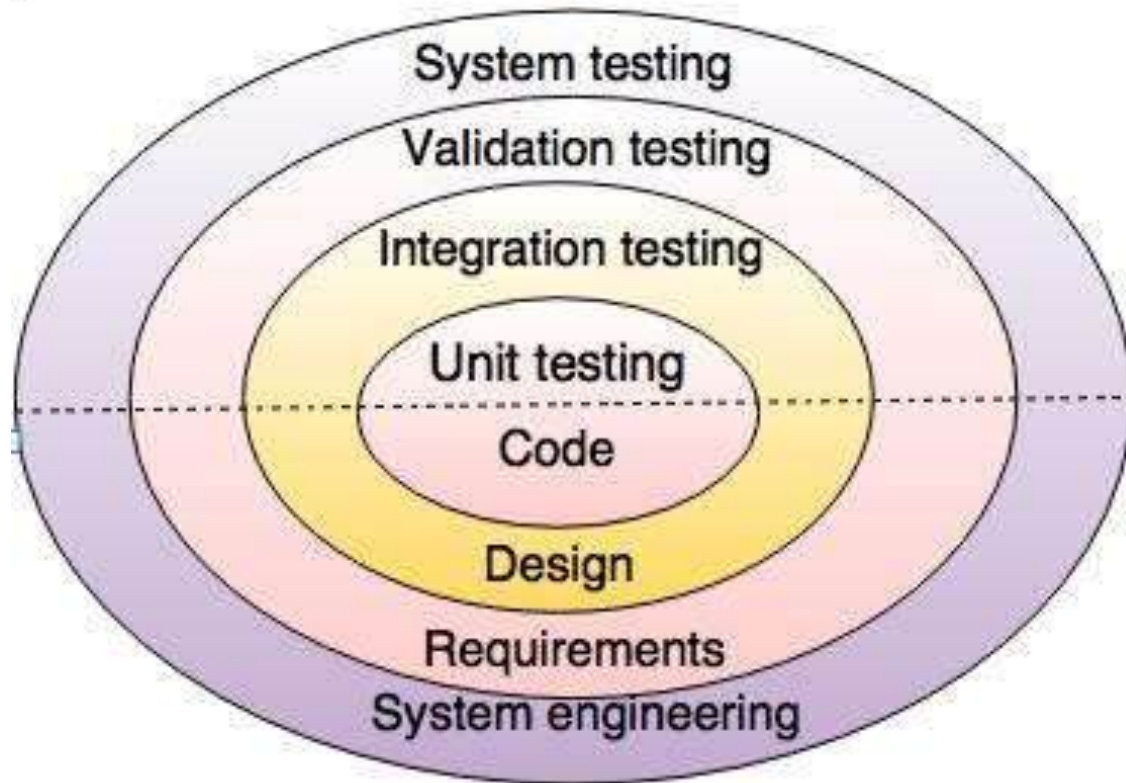 System testing
Validation testing
Integration testing
Unit testing
Code
Design
Requirements
System engineering